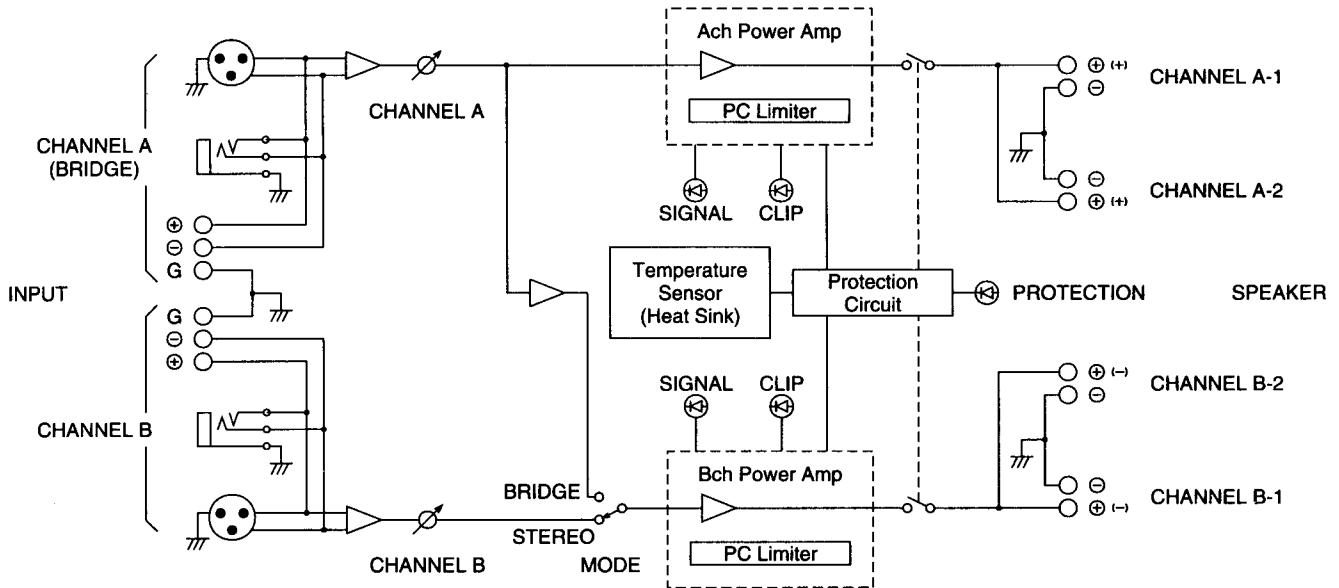 Ach Power Amp
PC Limiter
CHANNEL A
CHANNEL A
(BRIDGE)
⊕
⊖
G
INPUT
G
⊖
⊕
CHANNEL B
CHANNEL B
SIGNAL
CLIP
Temperature
Sensor
(Heat Sink)
Protection
Circuit
PROTECTION
SPEAKER
SIGNAL
CLIP
Bch Power Amp
PC Limiter
BRIDGE
STEREO
MODE
⊕ (+)
CHANNEL A-1
⊖
⊖
CHANNEL A-2
⊕ (+)
⊕ (−)
CHANNEL B-2
⊖
⊖
CHANNEL B-1
⊕ (−)